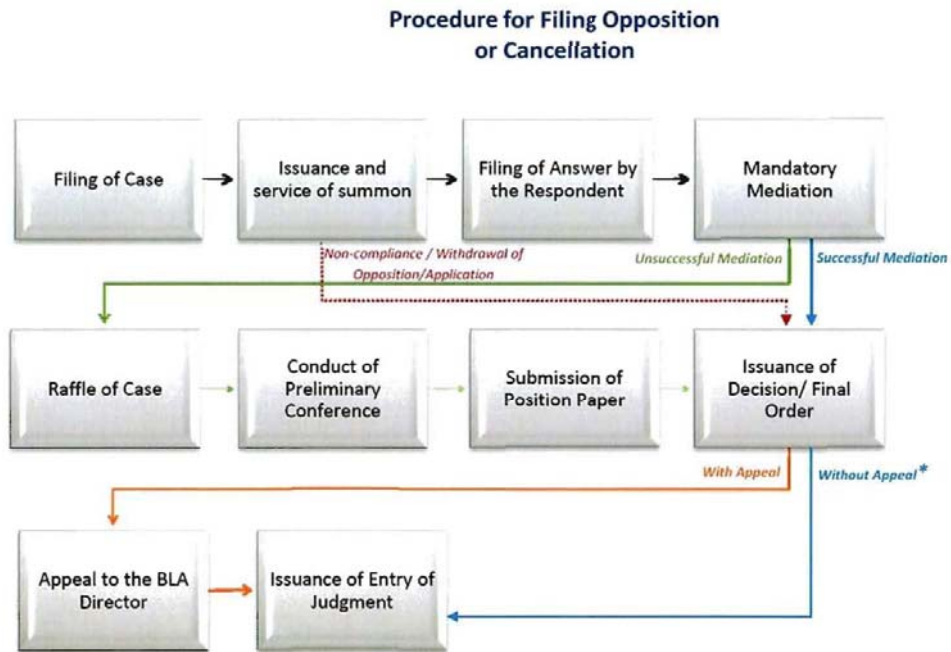 Procedure for Filing Opposition
or Cancellation
Filing of Case
Issuance and
service of summon
Filing of Answer by
the Respondent
Mandatory
Mediation
Non-compliance / Withdrawal of
Opposition/Application
Unsuccessful Mediation
Successful Mediation
Raffle of Case
Conduct of
Preliminary
Conference
Submission of
Position Paper
Issuance of
Decision/ Final
Order
With Appeal
Without Appeal*
Appeal to the BLA
Director
Issuance of Entry of
Judgment